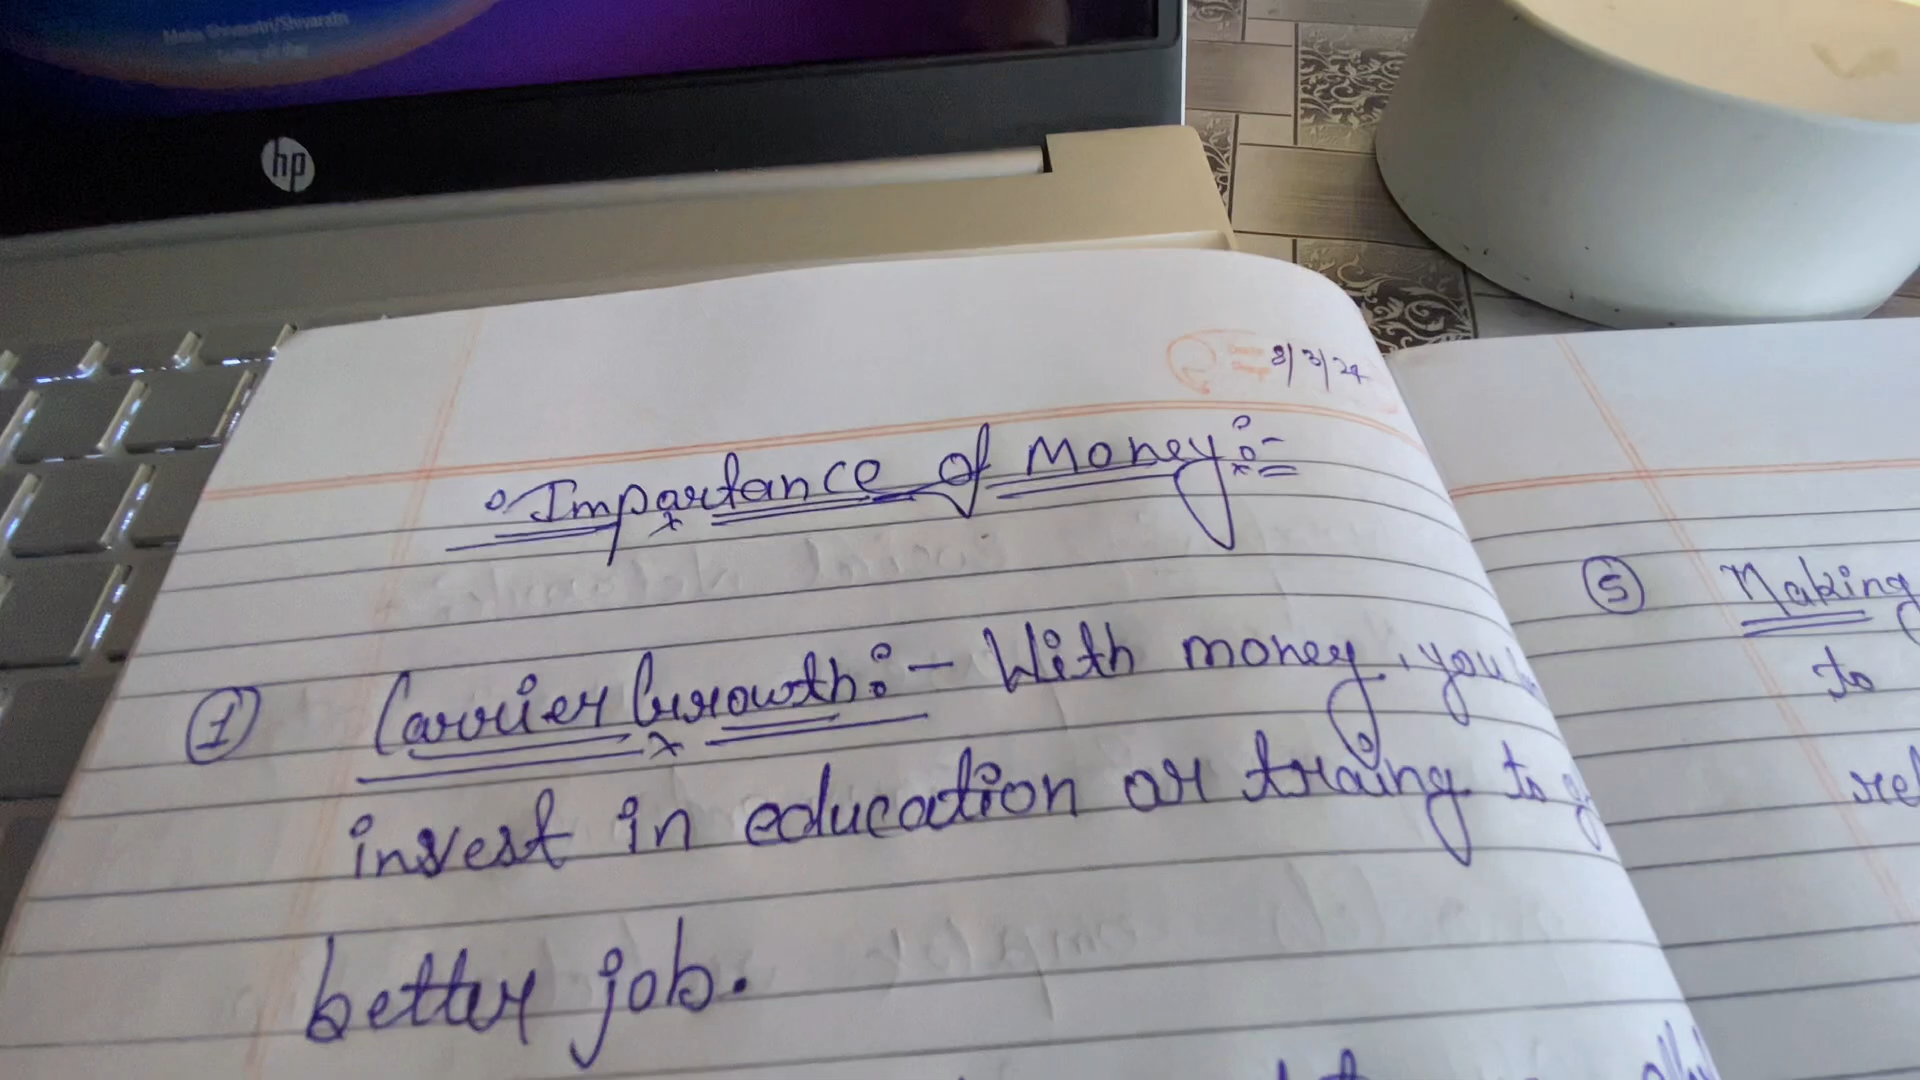 hp
8/3/24
Importance of Money:-
① Carrier Growth:- With money, you
invest in education or traing to
better job.
⑤ Making
to